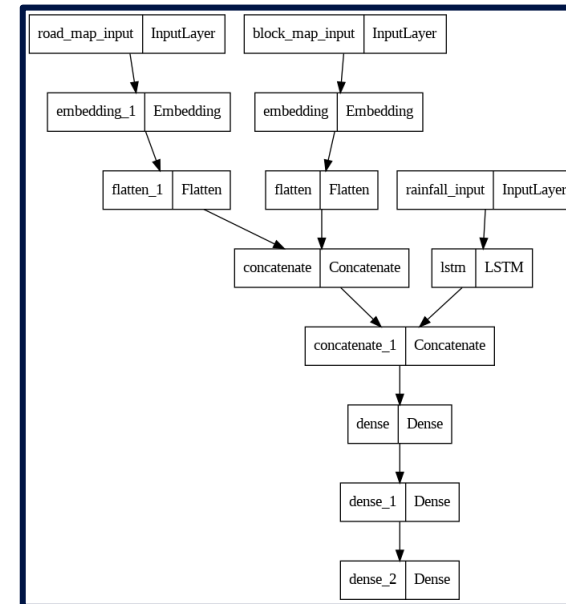 road_map_input InputLayer block_map_input InputLayer
embedding_1 Embedding embedding Embedding
flatten_1 Flatten flatten Flatten rainfall_input InputLayer
concatenate Concatenate lstm LSTM
concatenate_1 Concatenate
dense Dense
dense_1 Dense
dense_2 Dense